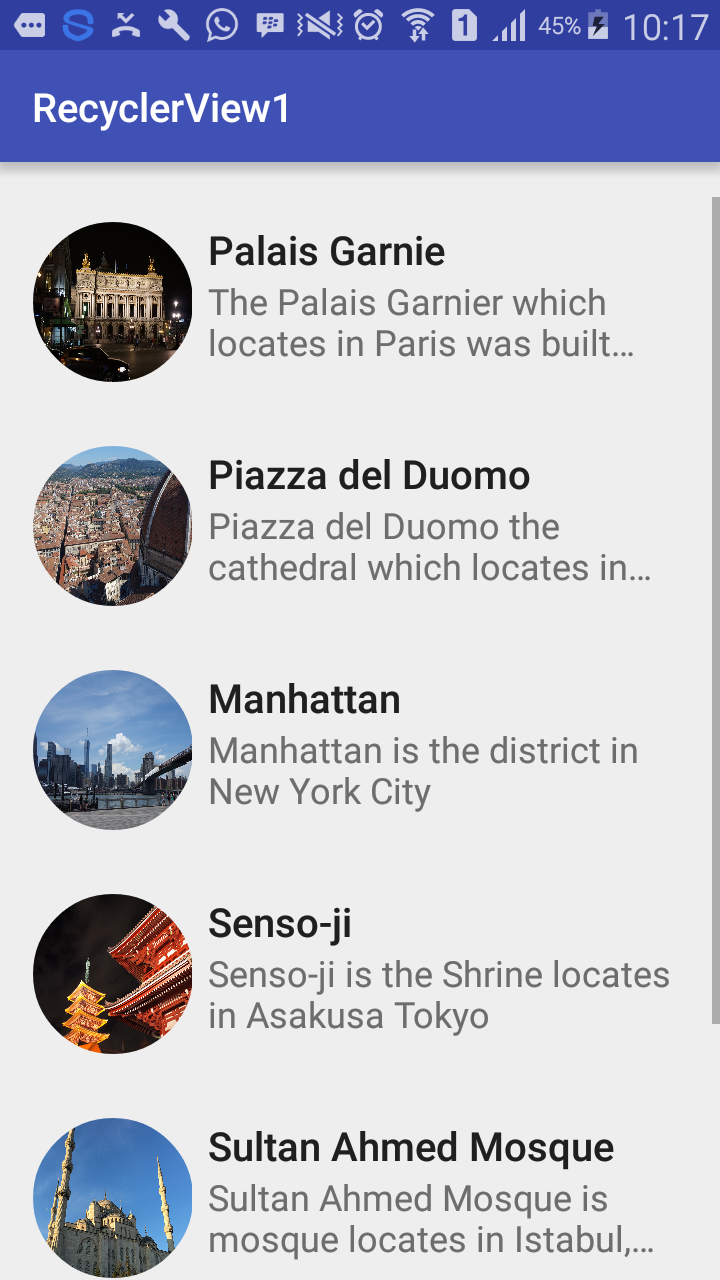 45% 10:17
RecyclerView1
Palais Garnie
The Palais Garnier which
locates in Paris was built…
Piazza del Duomo
Piazza del Duomo the
cathedral which locates in…
Manhattan
Manhattan is the district in
New York City
Senso-ji
Senso-ji is the Shrine locates
in Asakusa Tokyo
Sultan Ahmed Mosque
Sultan Ahmed Mosque is
mosque locates in Istabul,…